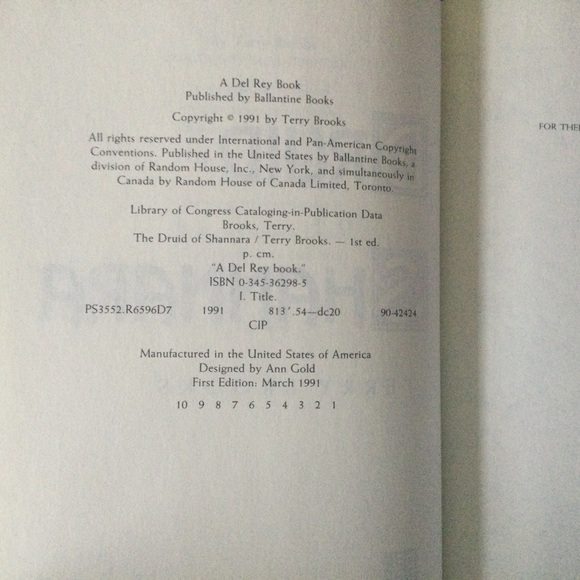 A Del Rey Book
Published by Ballantine Books
Copyright © 1991 by Terry Brooks
All rights reserved under International and Pan-American Copyright
Conventions. Published in the United States by Ballantine Books, a
division of Random House, Inc., New York, and simultaneously in
Canada by Random House of Canada Limited, Toronto.
Library of Congress Cataloging-in-Publication Data
Brooks, Terry.
The Druid of Shannara / Terry Brooks. — 1st ed.
p. cm.
"A Del Rey book."
ISBN 0-345-36298-5
I. Title.
PS3552.R6596D7 1991 813'.54—dc20 90-42424
CIP
Manufactured in the United States of America
Designed by Ann Gold
First Edition: March 1991
10 9 8 7 6 5 4 3 2 1
FOR